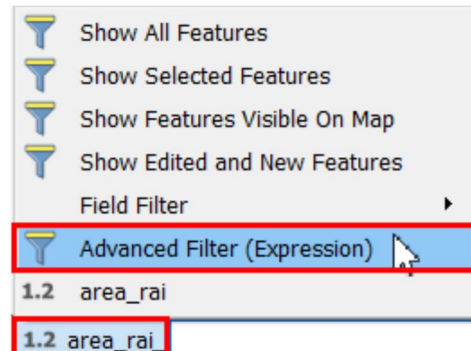 Show All Features
Show Selected Features
Show Features Visible On Map
Show Edited and New Features
Field Filter
Advanced Filter (Expression)
1.2 area_rai
1.2 area_rai_